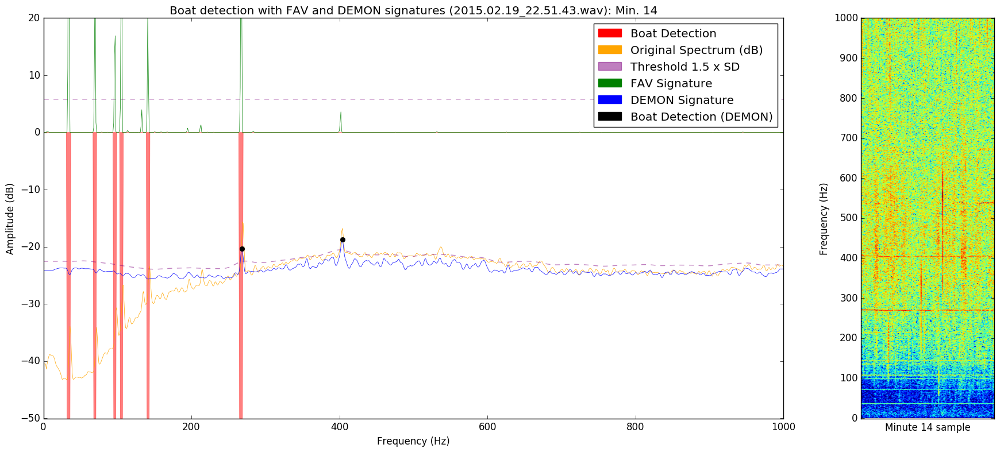 Boat detection with FAV and DEMON signatures (2015.02.19_22.51.43.wav): Min. 14
Amplitude (dB)
20
10
0
−10
−20
−30
−40
−50
0
200
400
600
800
1000
Frequency (Hz)
Boat Detection
Original Spectrum (dB)
Threshold 1.5 x SD
FAV Signature
DEMON Signature
Boat Detection (DEMON)
Frequency (Hz)
1000
900
800
700
600
500
400
300
200
100
0
Minute 14 sample